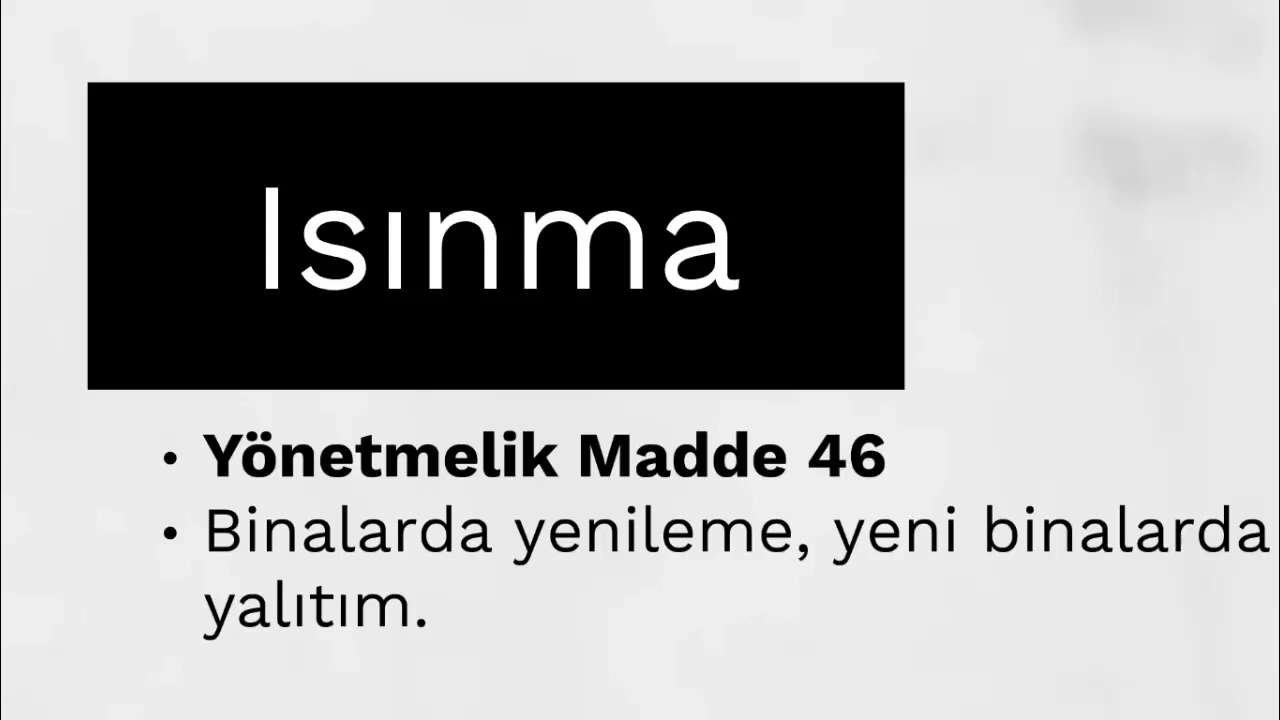 Isınma
• Yönetmelik Madde 46
• Binalarda yenileme, yeni binalarda
yalıtım.